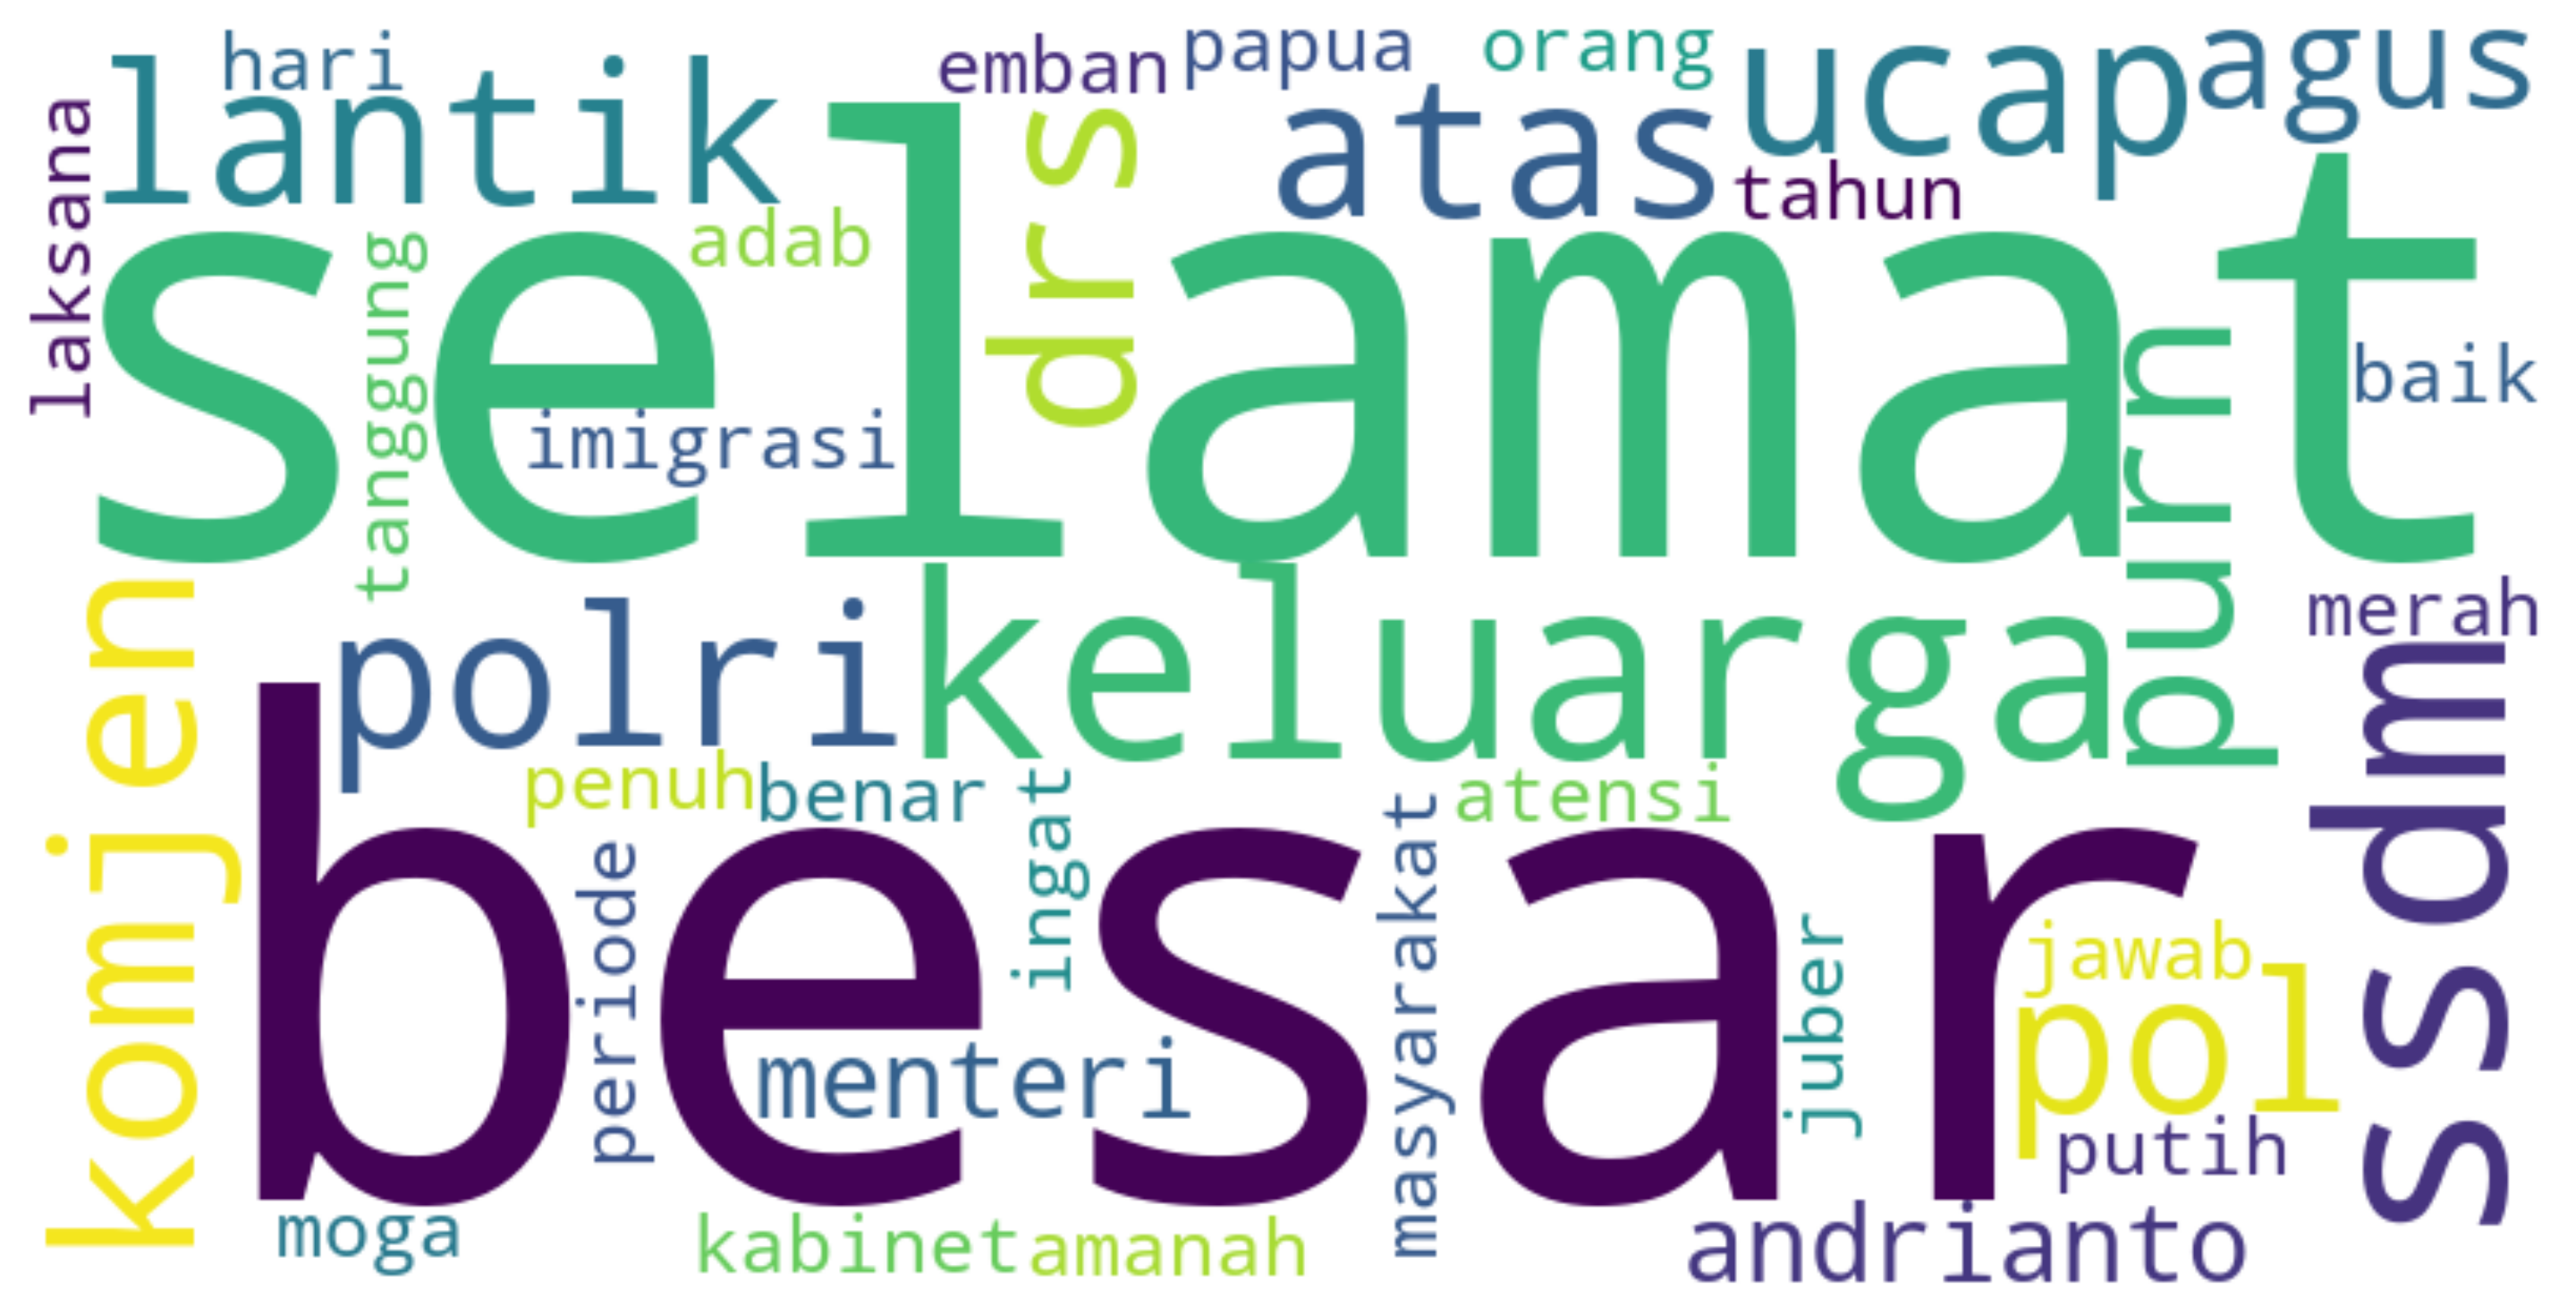 hari
emban
papua
orang
ucap
agus
lantik
laksana
drs
atas
tahun
adab
selamat
tanggung
imigrasi
purn
baik
komjen
polri
keluarga
merah
ssdm
penuh
benar
ingat
atensi
besar
periode
masyarakat
juber
jawab
pol
menteri
putih
moga
kabinet
amanah
andrianto